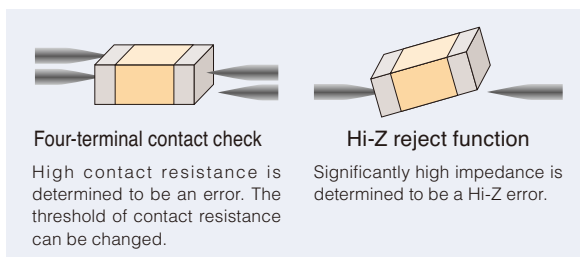 Four-terminal contact check
High contact resistance is
determined to be an error. The
threshold of contact resistance
can be changed.
Hi-Z reject function
Significantly high impedance is
determined to be a Hi-Z error.